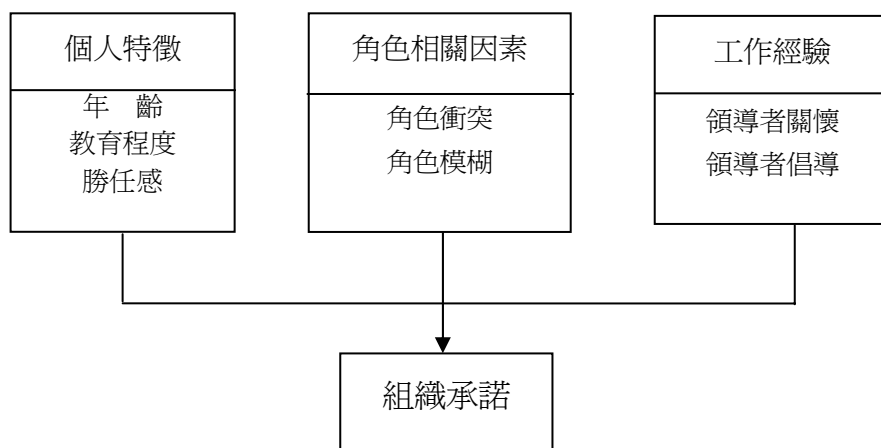 個人特徵
年　齡
教育程度
勝任感
角色相關因素
角色衝突
角色模糊
工作經驗
領導者關懷
領導者倡導
組織承諾